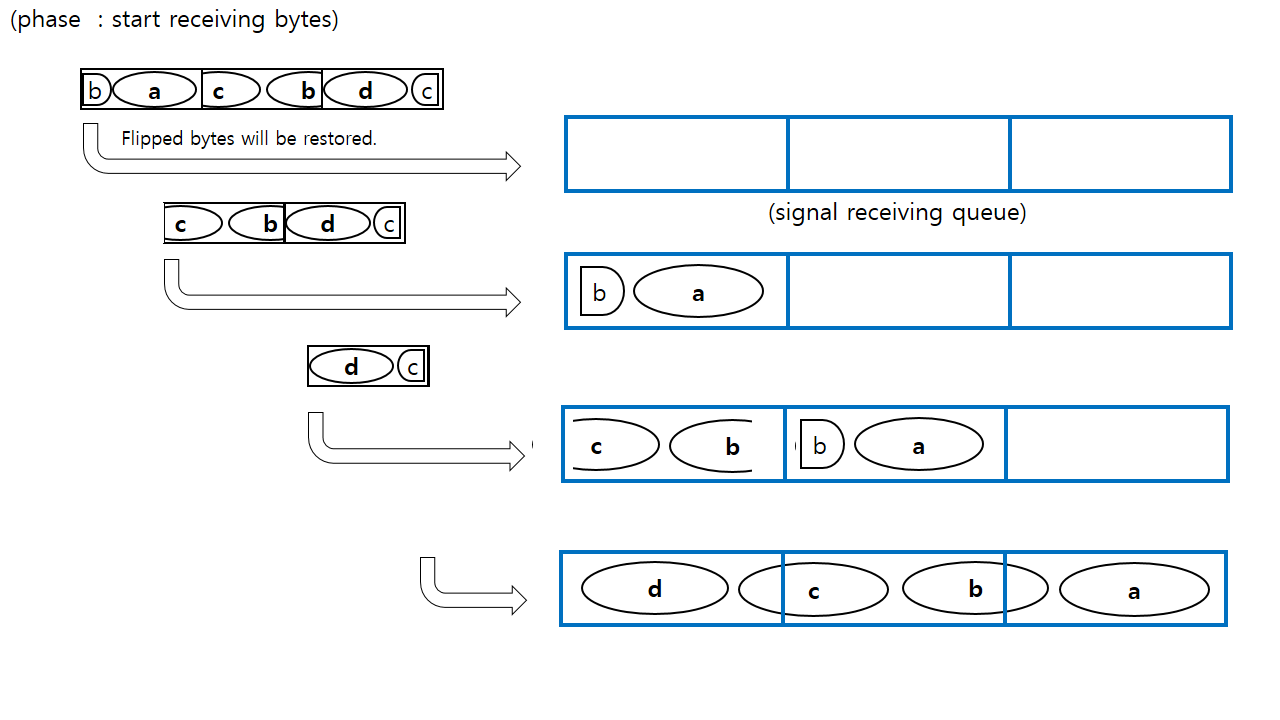 (phase : start receiving bytes)
b a c b d c
Flipped bytes will be restored.
c b d c
(signal receiving queue)
b a
d c
c b b a
d c b a